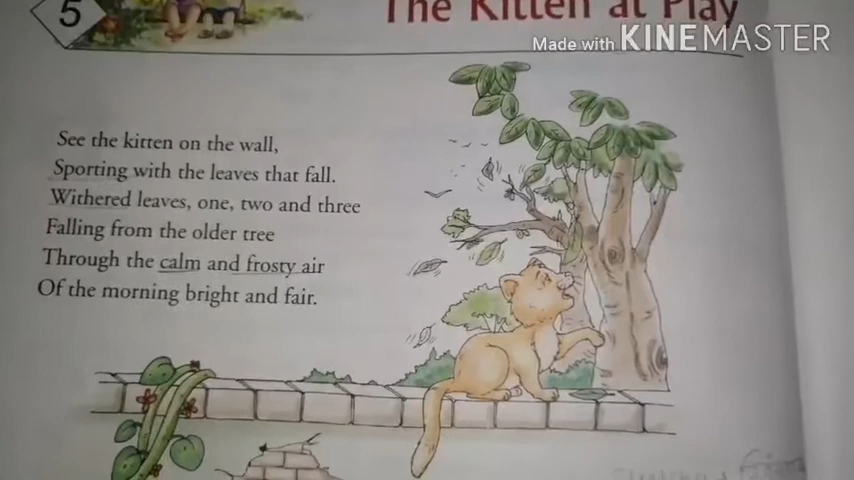 5
The Kitten at Play
Made with KINEMASTER
See the kitten on the wall,
Sporting with the leaves that fall.
Withered leaves, one, two and three
Falling from the older tree
Through the calm and frosty air
Of the morning bright and fair.